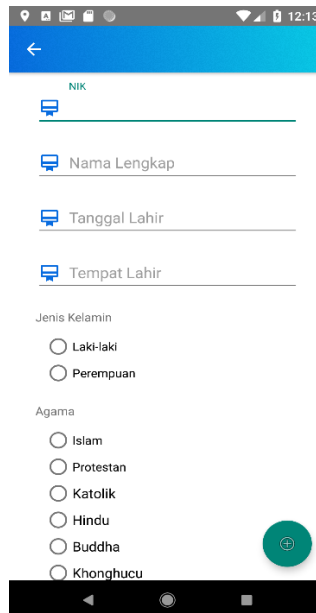 12:13
NIK
Nama Lengkap
Tanggal Lahir
Tempat Lahir
Jenis Kelamin
Laki-laki
Perempuan
Agama
Islam
Protestan
Katolik
Hindu
Buddha
Khonghucu